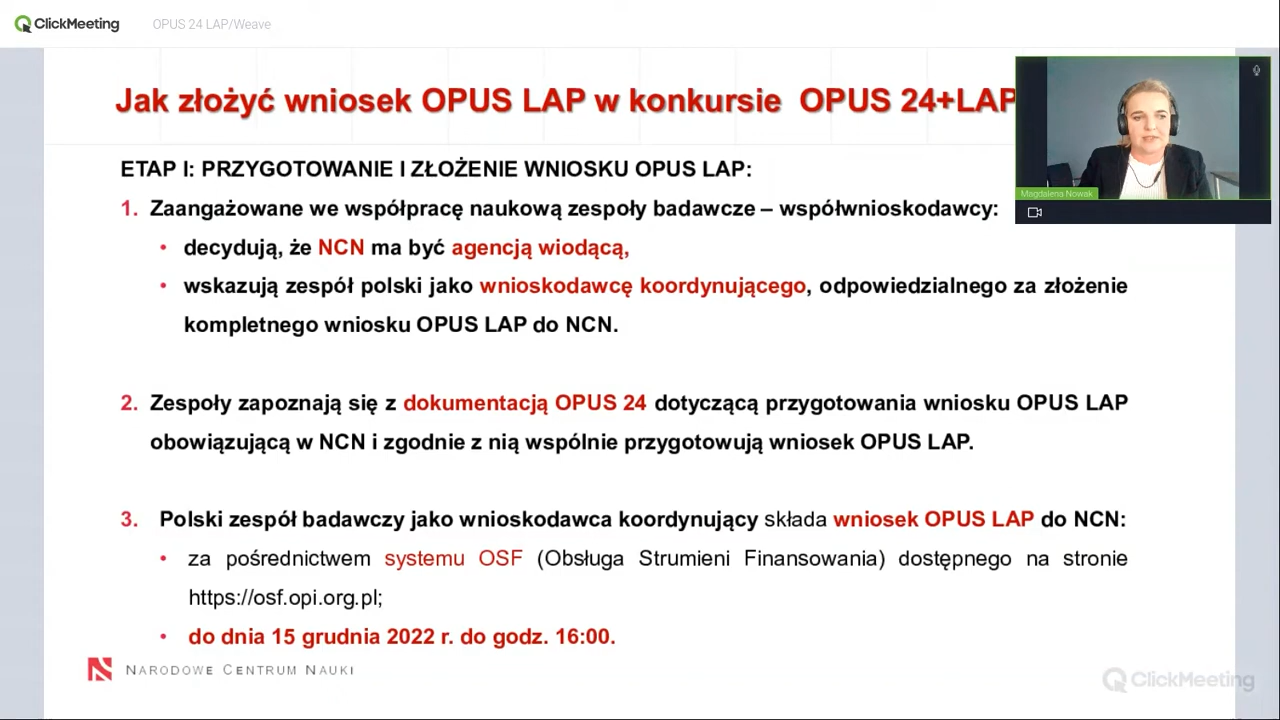 ClickMeeting
OPUS 24 LAP/Weave
Jak złożyć wniosek OPUS LAP w konkursie OPUS 24+LAP
Magdalena Nowak
ETAP I: PRZYGOTOWANIE I ZŁOŻENIE WNIOSKU OPUS LAP:
1. Zaangażowane we współpracę naukową zespoły badawcze – współwnioskodawcy:
• decydują, że NCN ma być agencją wiodącą,
• wskazują zespół polski jako wnioskodawcę koordynującego, odpowiedzialnego za złożenie
kompletnego wniosku OPUS LAP do NCN.
2. Zespoły zapoznają się z dokumentacją OPUS 24 dotyczącą przygotowania wniosku OPUS LAP
obowiązującą w NCN i zgodnie z nią wspólnie przygotowują wniosek OPUS LAP.
3. Polski zespół badawczy jako wnioskodawca koordynujący składa wniosek OPUS LAP do NCN:
• za pośrednictwem systemu OSF (Obsługa Strumieni Finansowania) dostępnego na stronie
https://osf.opi.org.pl;
• do dnia 15 grudnia 2022 r. do godz. 16:00.
NARODOWE CENTRUM NAUKI
ClickMeeting